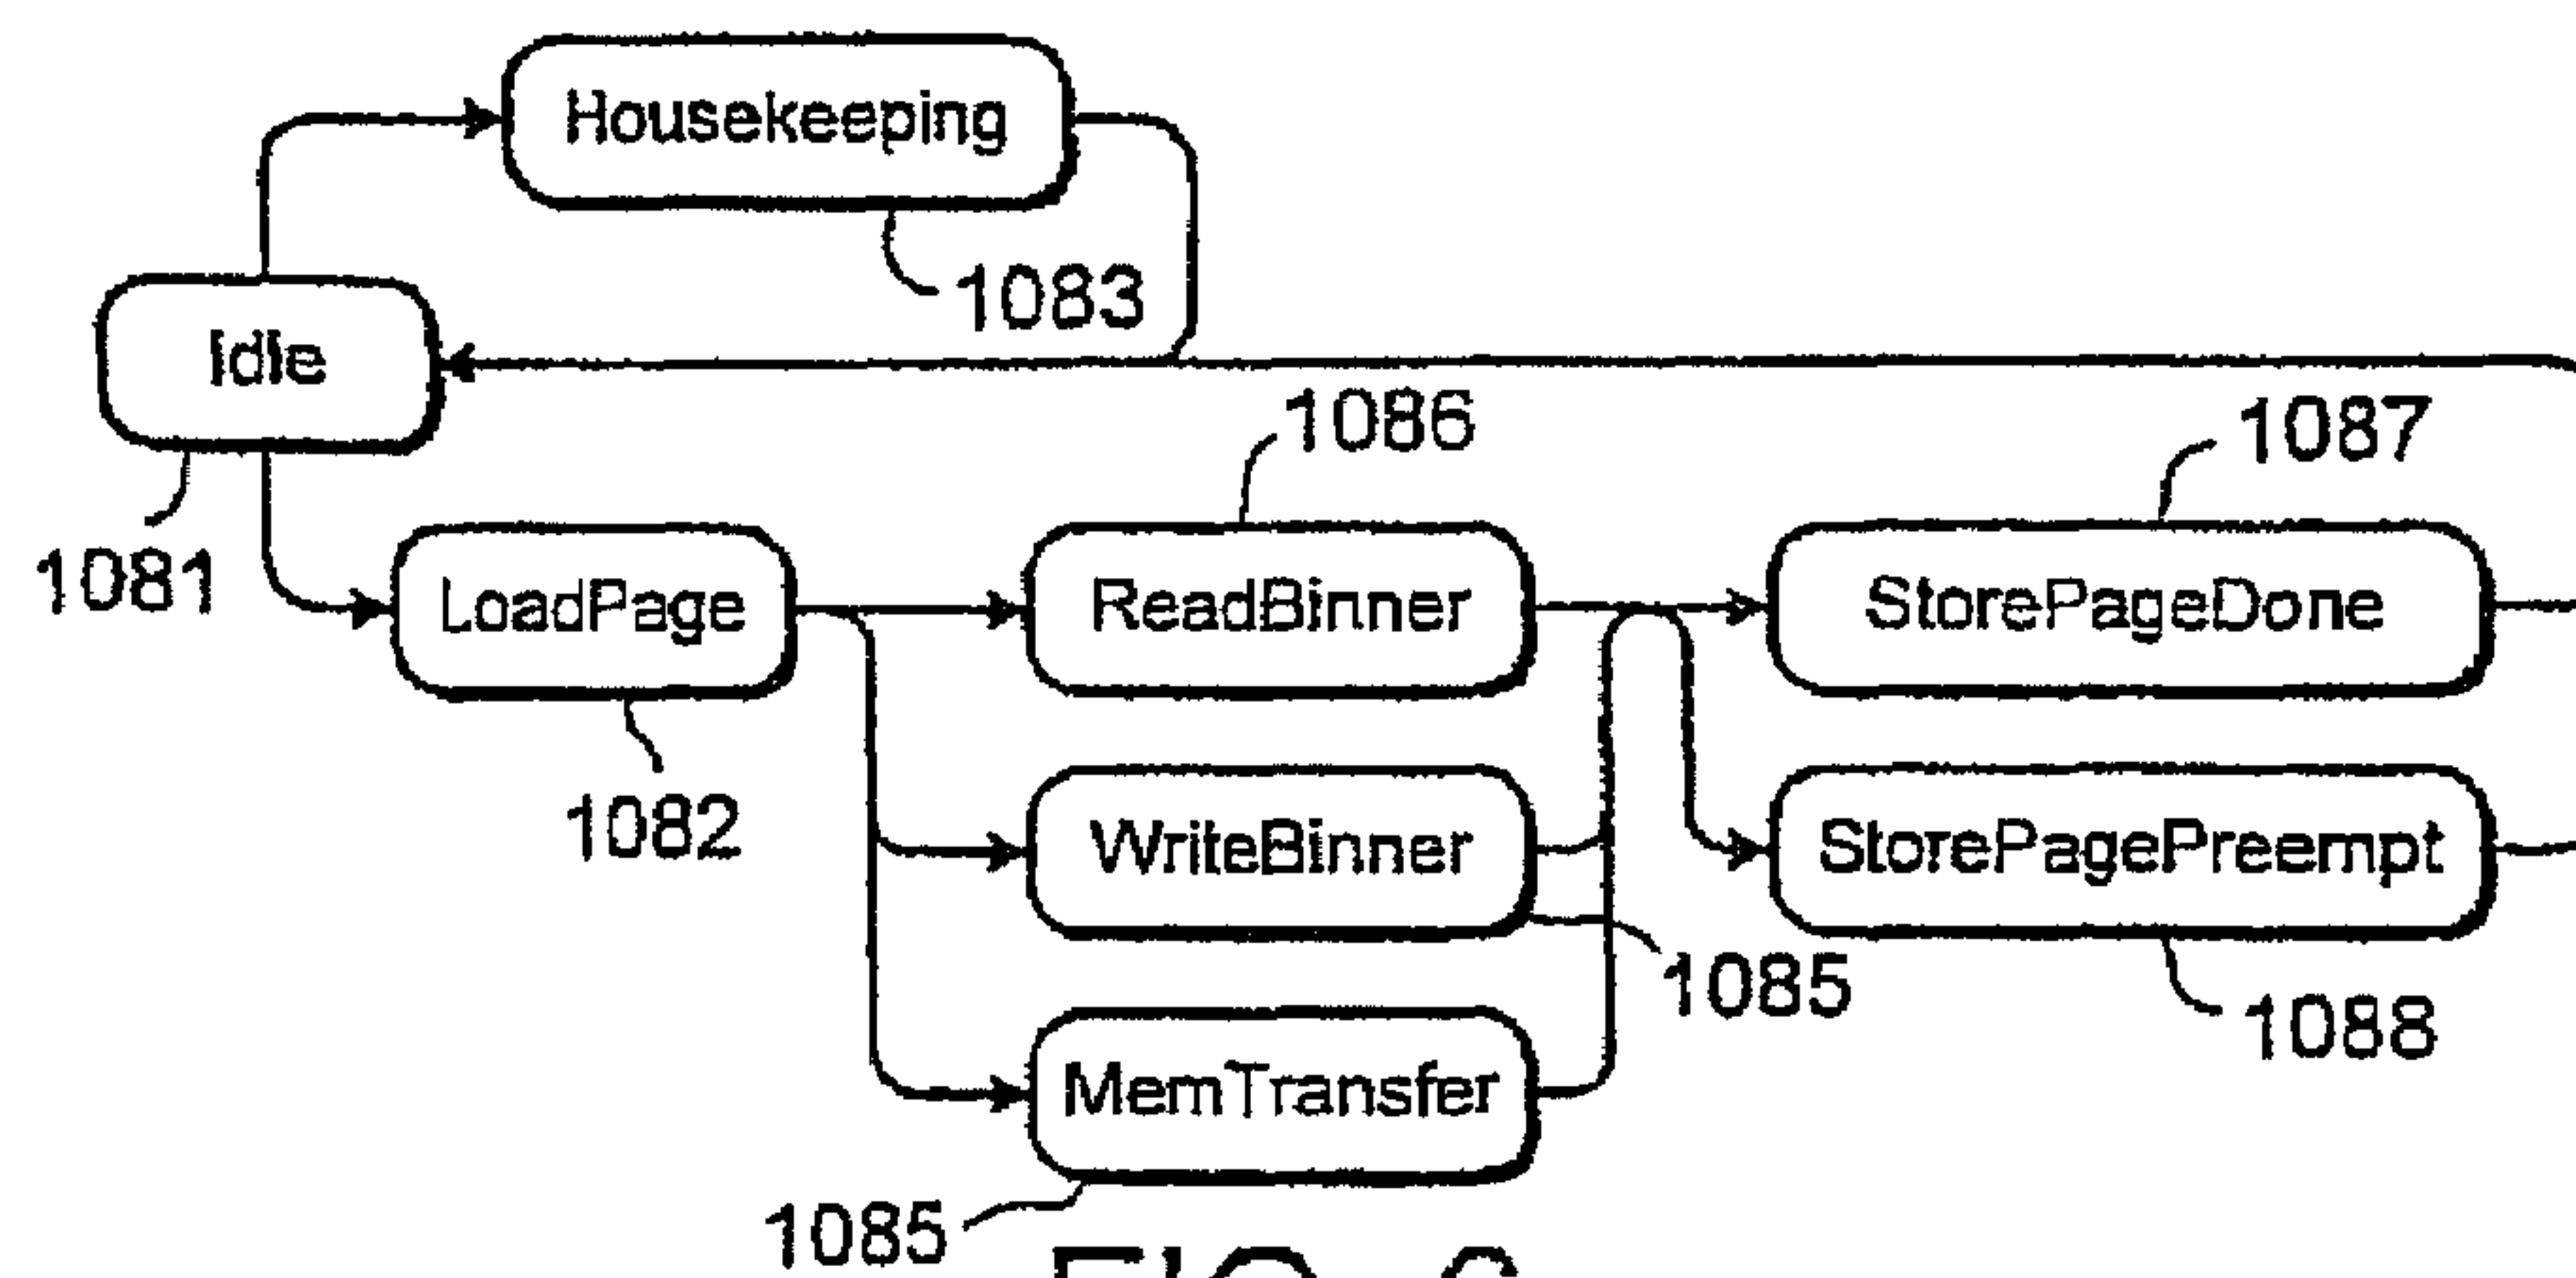 Housekeeping
1083
Idle
1086
1087
1081
LoadPage
ReadBinner
StorePageDone
1082
WriteBinner
StorePagePreempt
1085
1088
MemTransfer
1085